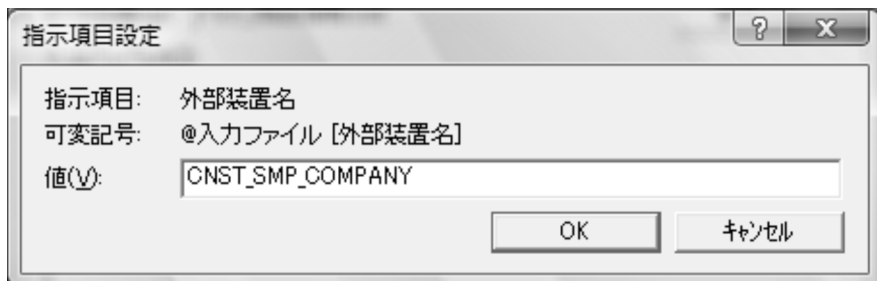 指示項目設定
?
X
指示項目: 外部装置名
可変記号: @入力ファイル [外部装置名]
値(V): CNST_SMP_COMPANY
OK キャンセル